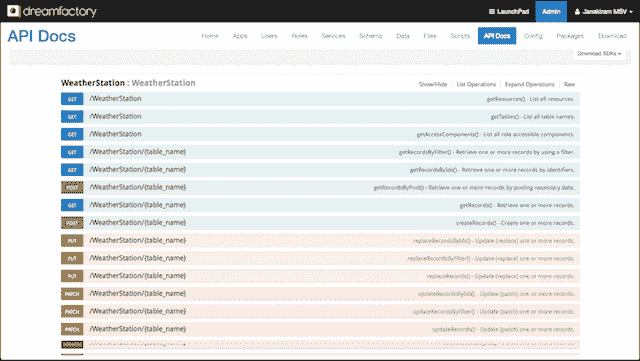 dreamfactory
LaunchPad Admin Janakiram MSV
API Docs
Home Apps Users Roles Services Schema Data Files Scripts API Docs Config Packages Download
Download SDKs
WeatherStation : WeatherStation
Show/Hide List Operations Expand Operations Raw
GET /WeatherStation getResources() - List all resources.
GET /WeatherStation getTables() - List all table names.
GET /WeatherStation getAccessComponents() - List all role accessible components.
GET /WeatherStation/{table_name} getRecordsByFilter() - Retrieve one or more records by using a filter.
GET /WeatherStation/{table_name} getRecordsByIds() - Retrieve one or more records by identifiers.
POST /WeatherStation/{table_name} getRecordsByPost() - Retrieve one or more records by posting necessary data.
GET /WeatherStation/{table_name} getRecords() - Retrieve one or more records.
POST /WeatherStation/{table_name} createRecords() - Create one or more records.
PUT /WeatherStation/{table_name} replaceRecordsByIds() - Update (replace) one or more records.
PUT /WeatherStation/{table_name} replaceRecordsByFilter() - Update (replace) one or more records.
PUT /WeatherStation/{table_name} replaceRecords() - Update (replace) one or more records.
PATCH /WeatherStation/{table_name} updateRecordsByIds() - Update (patch) one or more records.
PATCH /WeatherStation/{table_name} updateRecordsByFilter() - Update (patch) one or more records.
PATCH /WeatherStation/{table_name} updateRecords() - Update (patch) one or more records.